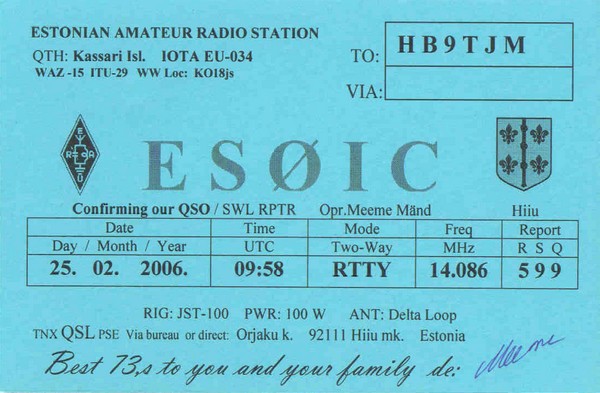 ESTONIAN AMATEUR RADIO STATION
QTH: Kassari Isl. IOTA EU-034
WAZ -15 ITU-29 WW Loc: KO18js
TO: HB9TJM
VIA:
E
R A
Y
Ü
ESØIC
Confirming our QSO / SWL RPTR Opr.Meeme Mänd Hiiu
Date Time Mode Freq Report
Day / Month / Year UTC Two-Way MHz R S Q
25. 02. 2006. 09:58 RTTY 14.086 599
RIG: JST-100 PWR: 100 W ANT: Delta Loop
TNX QSL PSE Via bureau or direct: Orjaku k. 92111 Hiiu mk. Estonia
Best 73,s to you and your family de: Meeme